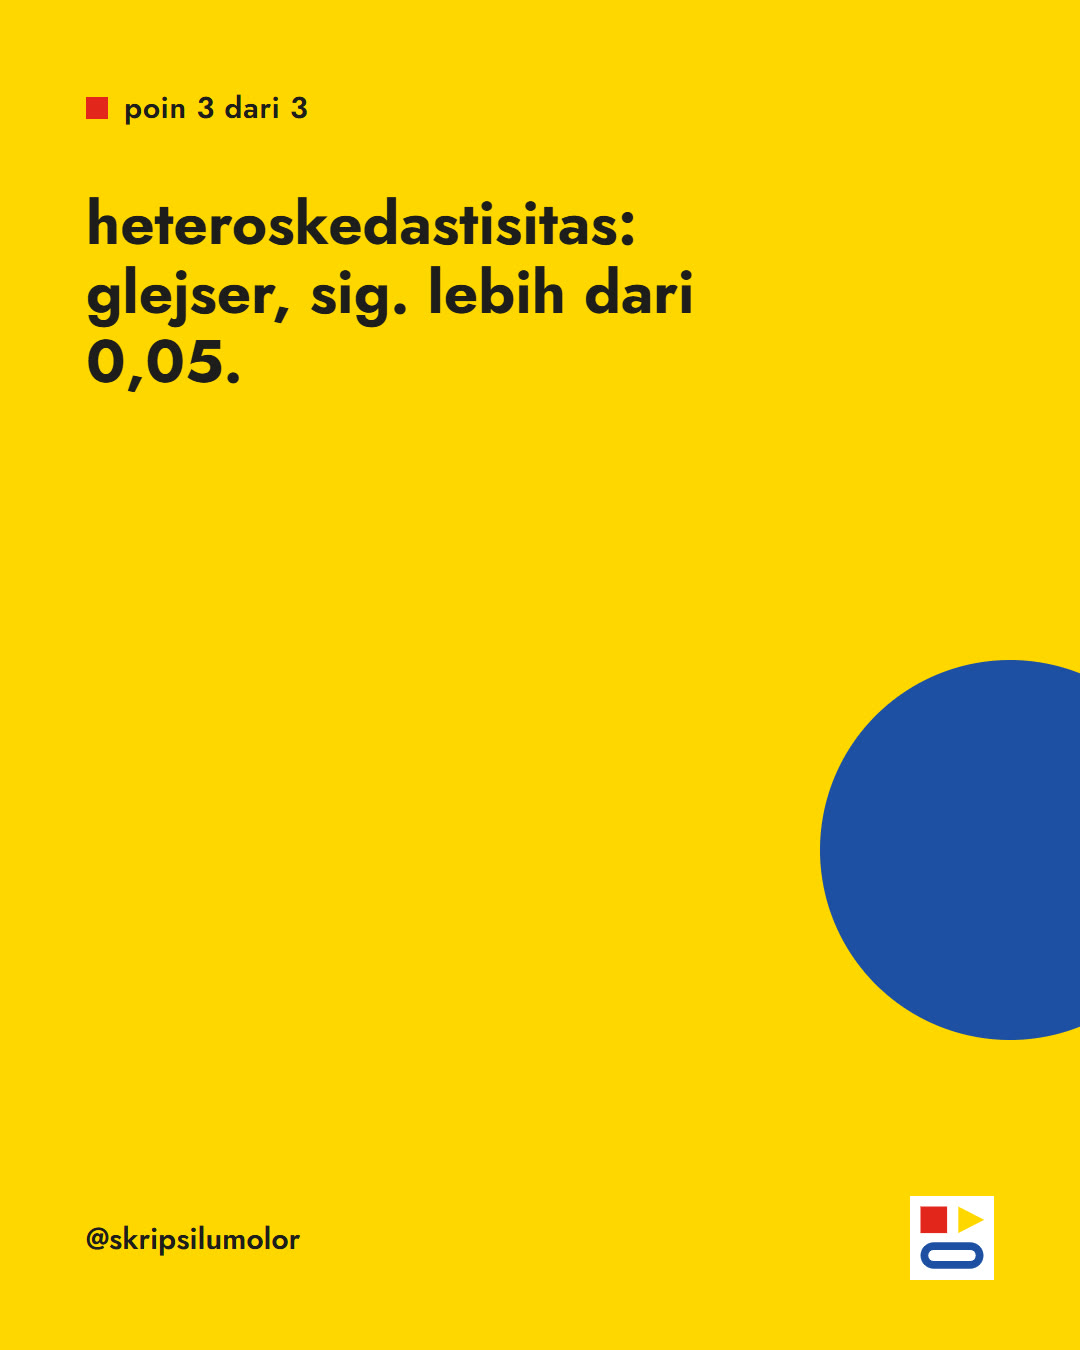 poin 3 dari 3
heteroskedastisitas:
glejser, sig. lebih dari
0,05.
@skripsilumolor